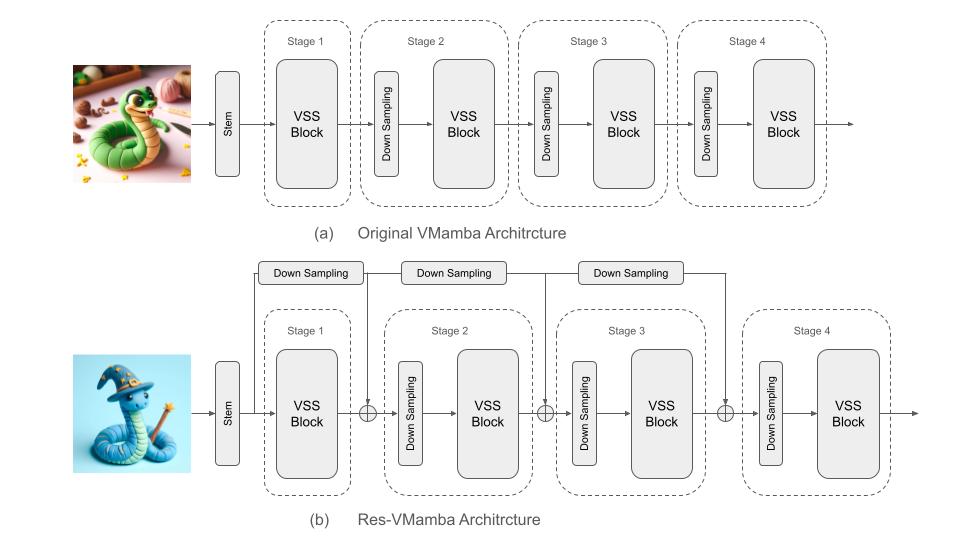 Stage 1
Stage 2
Stage 3
Stage 4
Stem
VSS
Block
Down Sampling
VSS
Block
Down Sampling
VSS
Block
Down Sampling
VSS
Block
(a) Original VMamba Architrcture
Down Sampling
Down Sampling
Down Sampling
Stage 1
Stage 2
Stage 3
Stage 4
Stem
VSS
Block
Down Sampling
VSS
Block
Down Sampling
VSS
Block
Down Sampling
VSS
Block
(b) Res-VMamba Architrcture